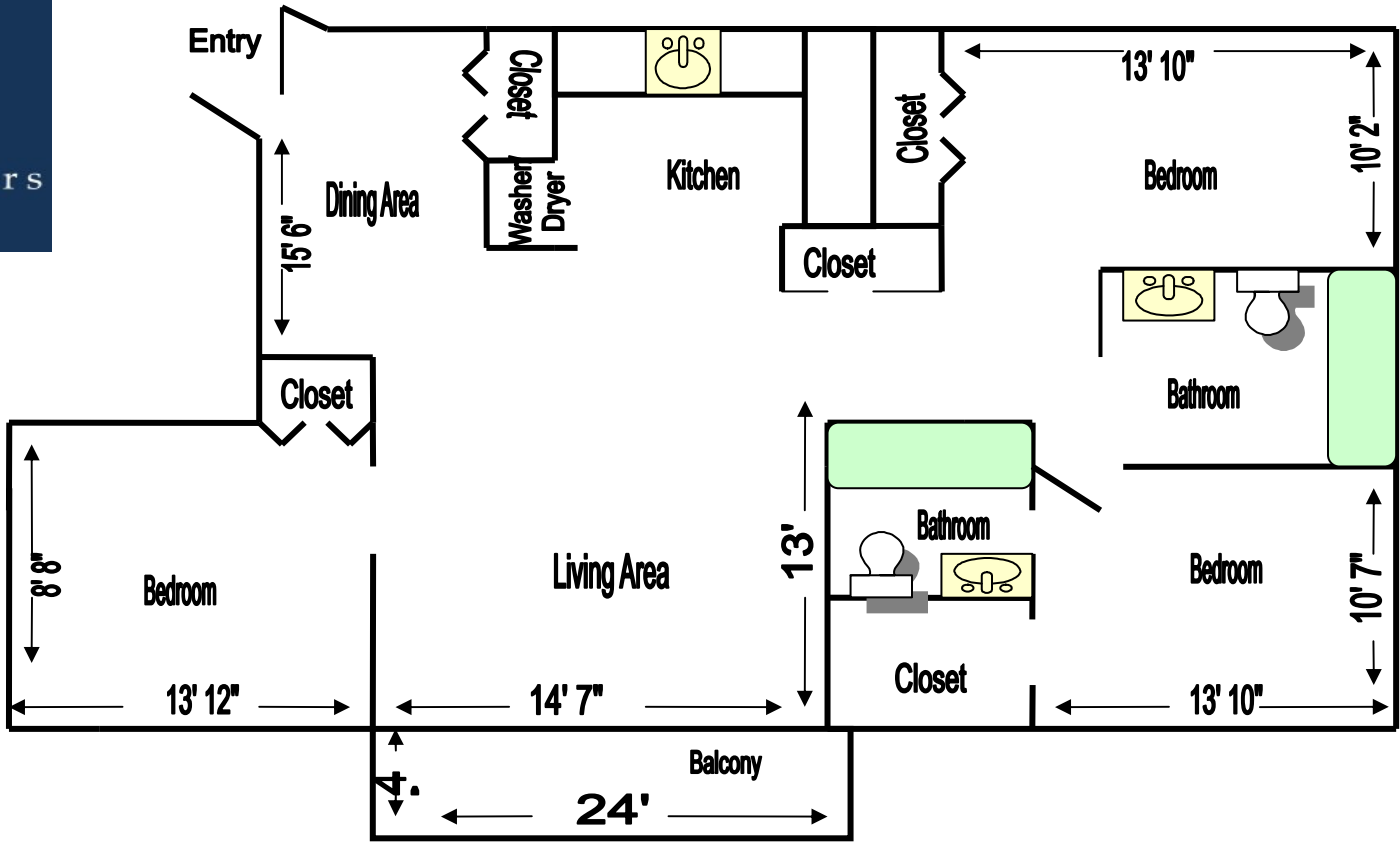 Entry
r s
Closet
13' 10"
Closet
10' 2"
Kitchen
Bedroom
Dining Area
Washer
Dryer
15' 6"
Closet
Closet
Bathroom
Bathroom
13'
8' 8"
Bedroom
Living Area
Bedroom
10' 7"
Closet
13' 12"
14' 7"
13' 10"
Balcony
4.
24'